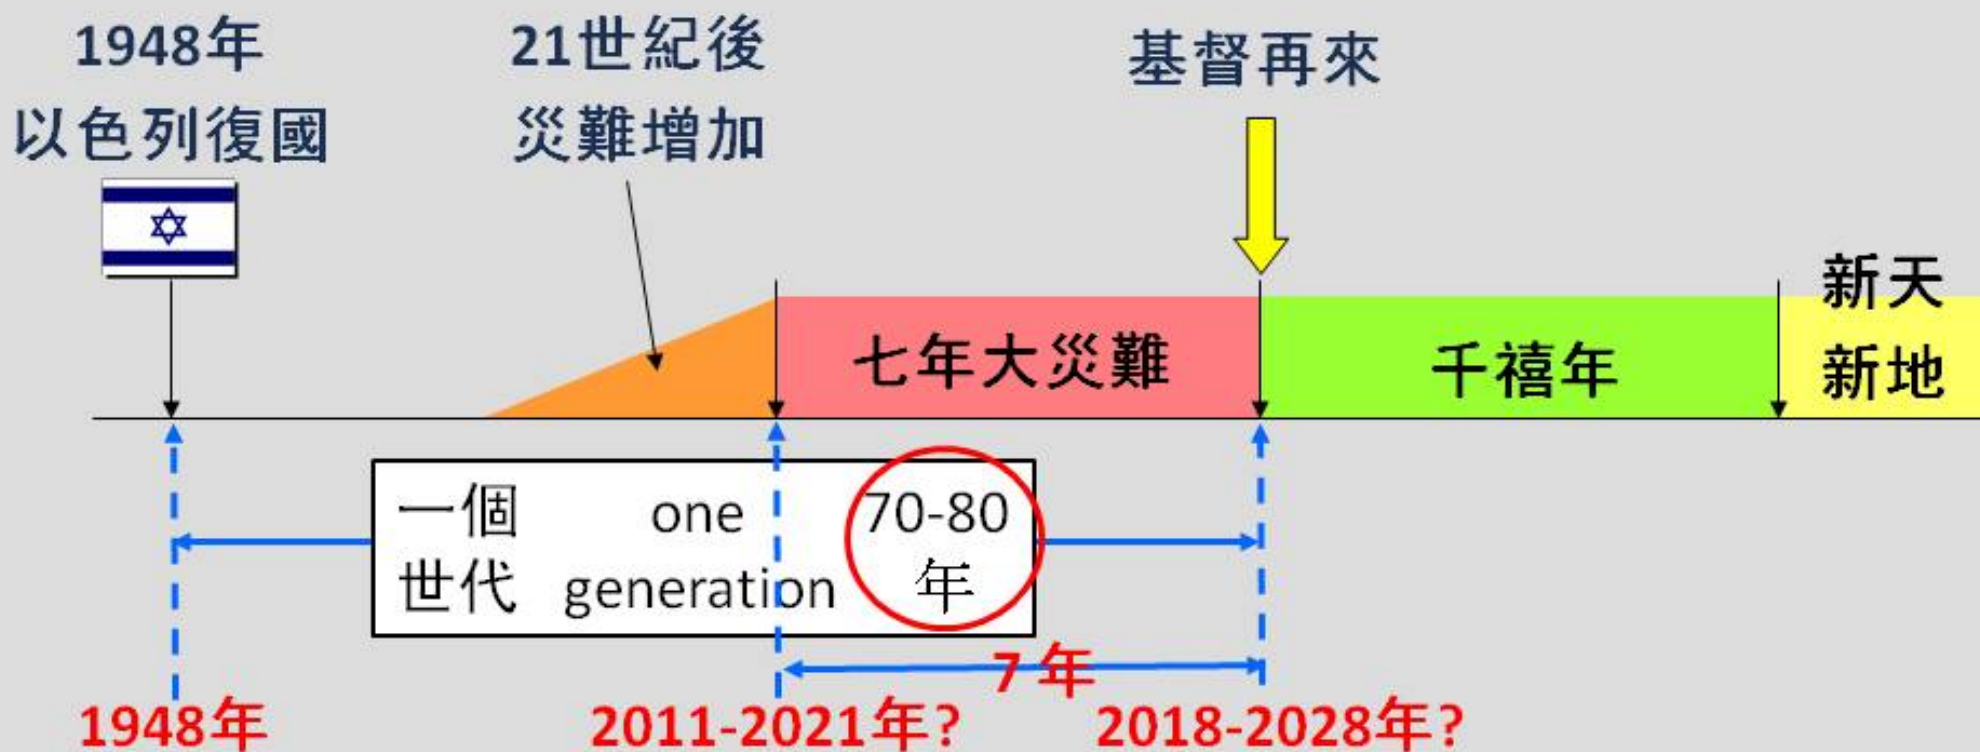 1948年
以色列復國
21世紀後
災難增加
基督再來
七年大災難
千禧年
新天
新地
一個 one 70-80
世代 generation 年
7 年
1948年
2011-2021年?
2018-2028年?